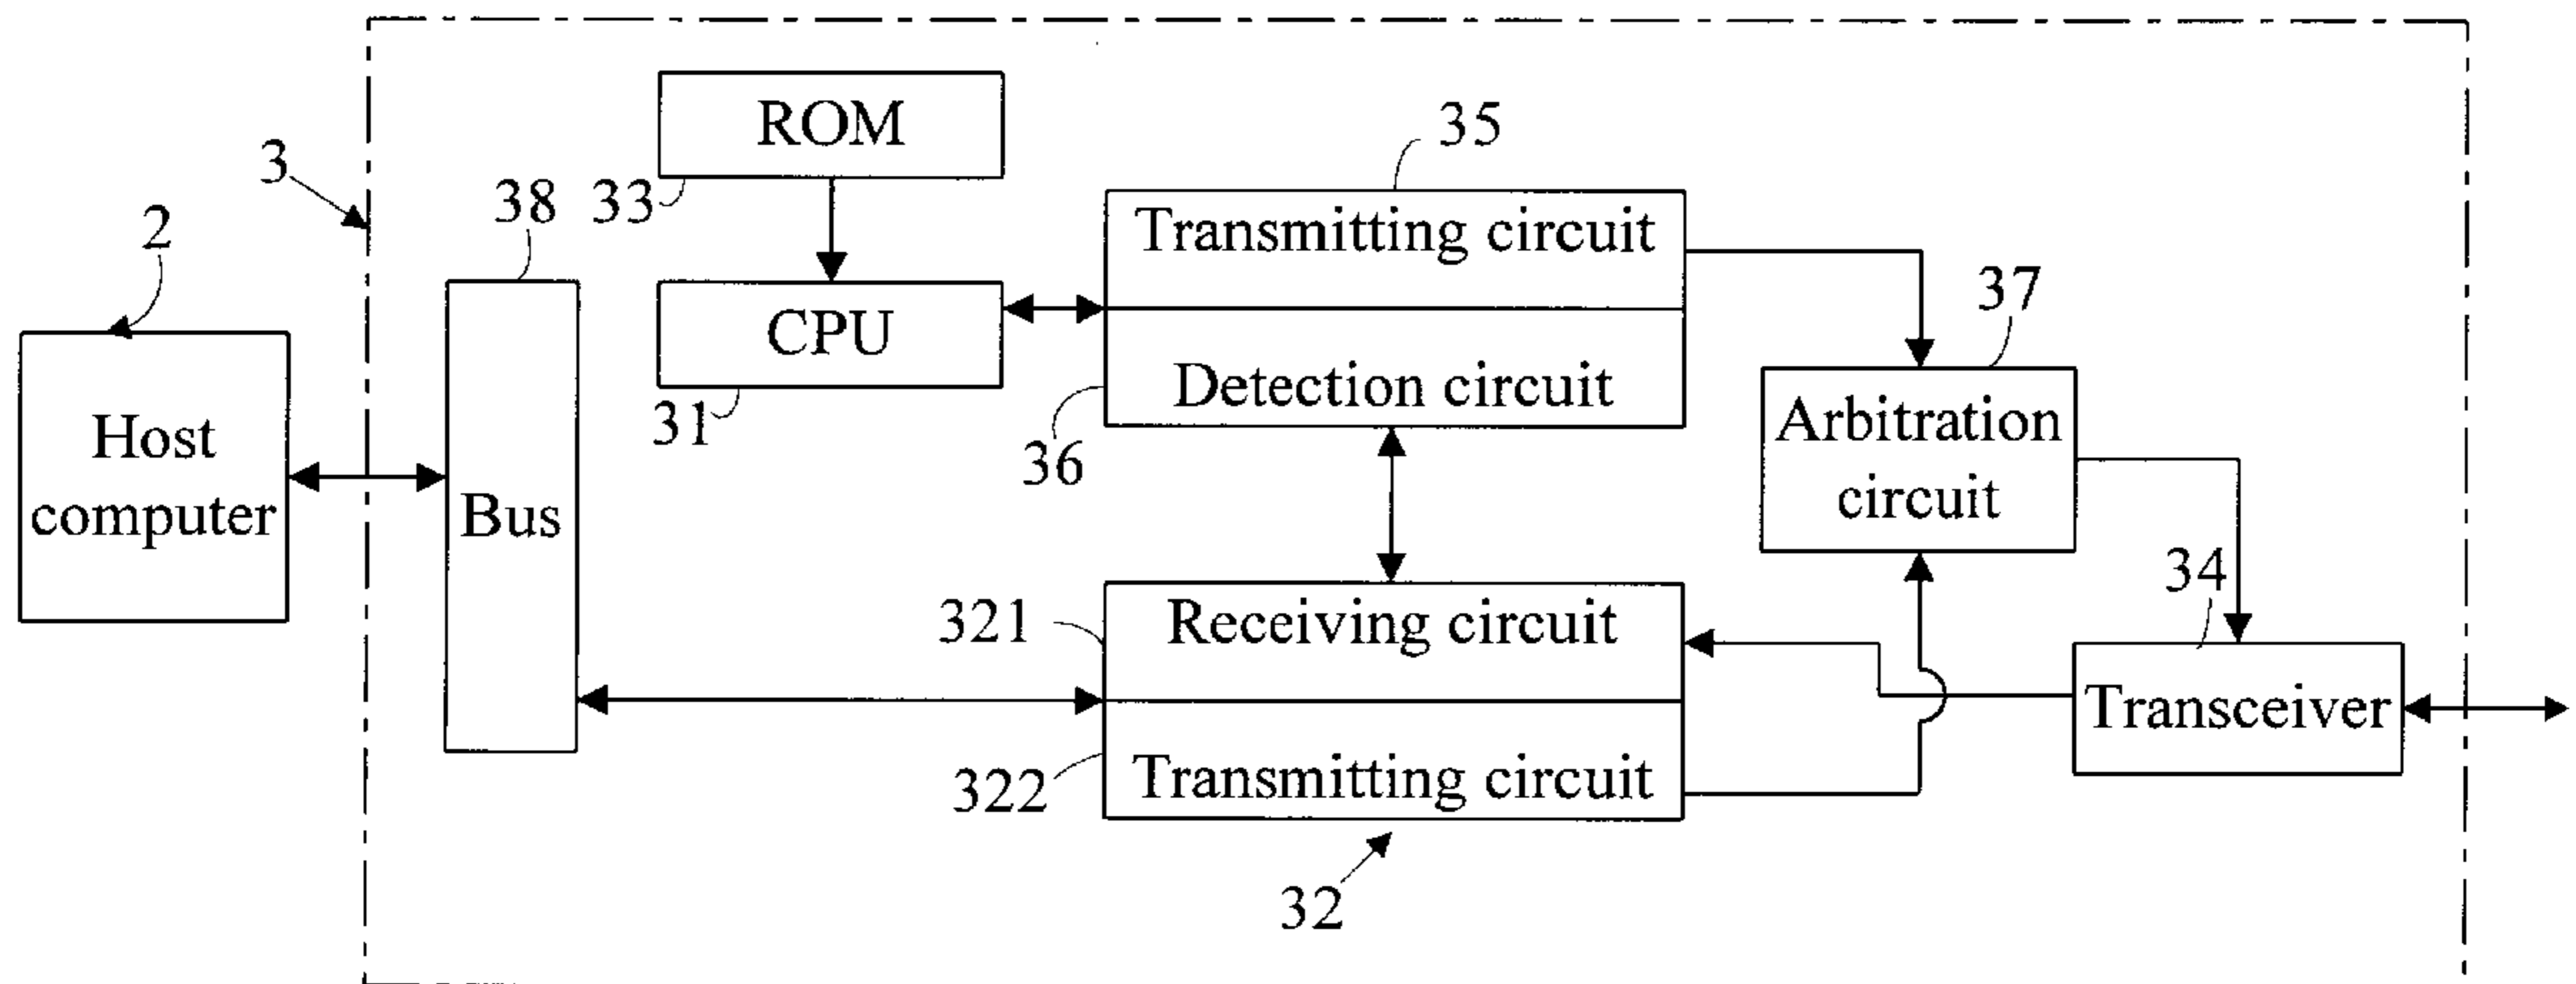 ROM
35
3
33
38
2
Transmitting circuit
37
CPU
Detection circuit
31
36
Arbitration
circuit
Host
computer
Bus
34
321
Receiving circuit
Transceiver
322
Transmitting circuit
32